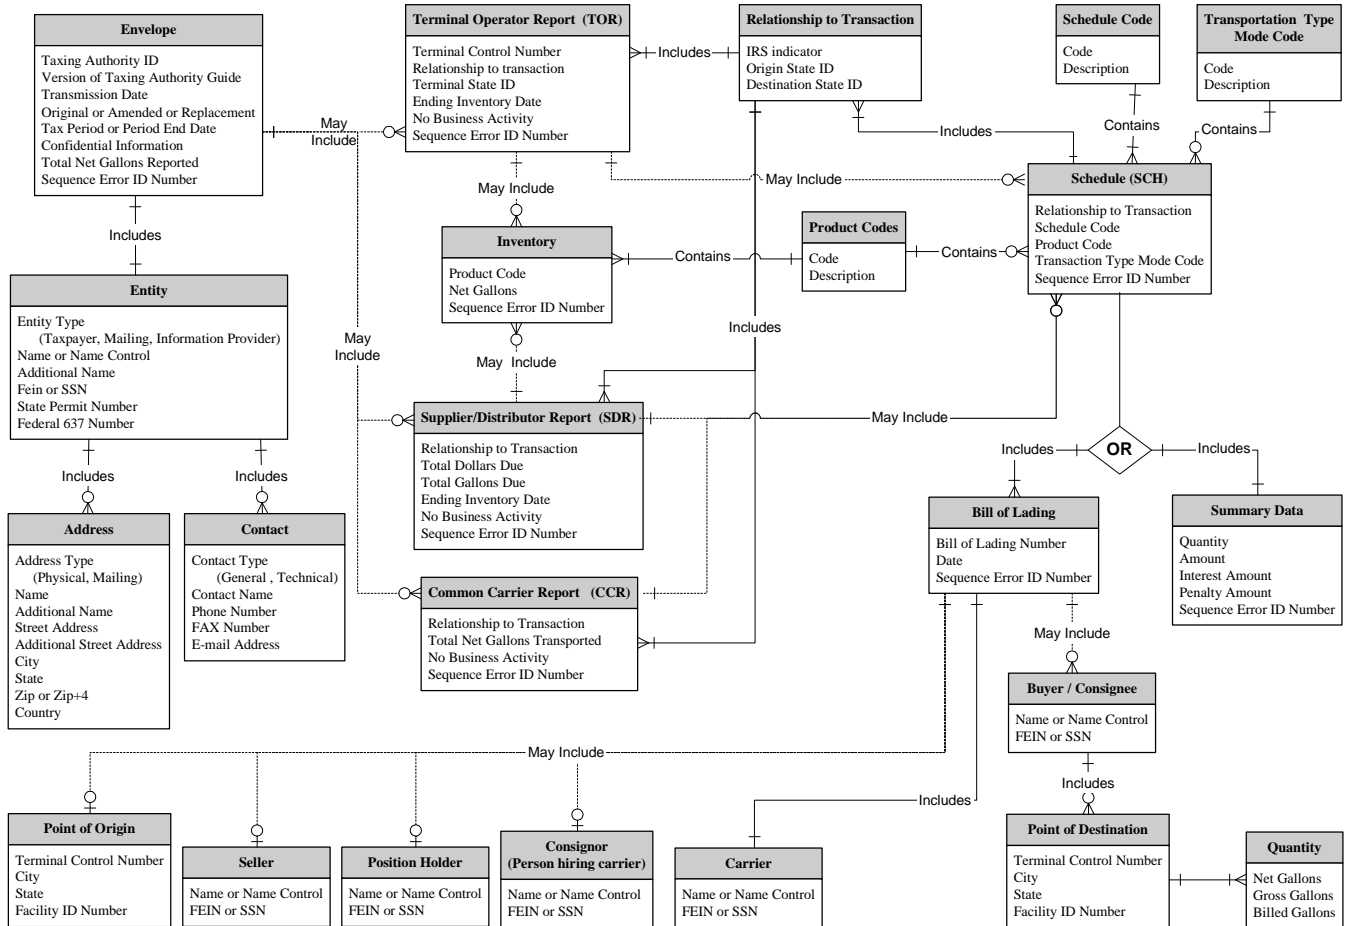 Envelope
Taxing Authority ID
Version of Taxing Authority Guide
Transmission Date
Original or Amended or Replacement
Tax Period or Period End Date
Confidential Information
Total Net Gallons Reported
Sequence Error ID Number
Terminal Operator Report (TOR)
Terminal Control Number
Relationship to transaction
Terminal State ID
Ending Inventory Date
No Business Activity
Sequence Error ID Number
Includes
Relationship to Transaction
IRS indicator
Origin State ID
Destination State ID
Schedule Code
Code
Description
Transportation Type
Mode Code
Code
Description
May
Include
Includes
Contains
Contains
May Include
May Include
Schedule (SCH)
Relationship to Transaction
Schedule Code
Product Code
Transaction Type Mode Code
Sequence Error ID Number
Includes
Inventory
Product Code
Net Gallons
Sequence Error ID Number
Contains
Product Codes
Code
Description
Contains
Entity
Entity Type
(Taxpayer, Mailing, Information Provider)
Name or Name Control
Additional Name
Fein or SSN
State Permit Number
Federal 637 Number
May
Include
May Include
Includes
Supplier/Distributor Report (SDR)
Relationship to Transaction
Total Dollars Due
Total Gallons Due
Ending Inventory Date
No Business Activity
Sequence Error ID Number
May Include
Includes
OR
Includes
Includes
Includes
Address
Address Type
(Physical, Mailing)
Name
Additional Name
Street Address
Additional Street Address
City
State
Zip or Zip+4
Country
Contact
Contact Type
(General , Technical)
Contact Name
Phone Number
FAX Number
E-mail Address
Common Carrier Report (CCR)
Relationship to Transaction
Total Net Gallons Transported
No Business Activity
Sequence Error ID Number
Bill of Lading
Bill of Lading Number
Date
Sequence Error ID Number
Summary Data
Quantity
Amount
Interest Amount
Penalty Amount
Sequence Error ID Number
May Include
Buyer / Consignee
Name or Name Control
FEIN or SSN
May Include
Includes
Includes
Point of Origin
Terminal Control Number
City
State
Facility ID Number
Seller
Name or Name Control
FEIN or SSN
Position Holder
Name or Name Control
FEIN or SSN
Consignor
(Person hiring carrier)
Name or Name Control
FEIN or SSN
Carrier
Name or Name Control
FEIN or SSN
Point of Destination
Terminal Control Number
City
State
Facility ID Number
Quantity
Net Gallons
Gross Gallons
Billed Gallons